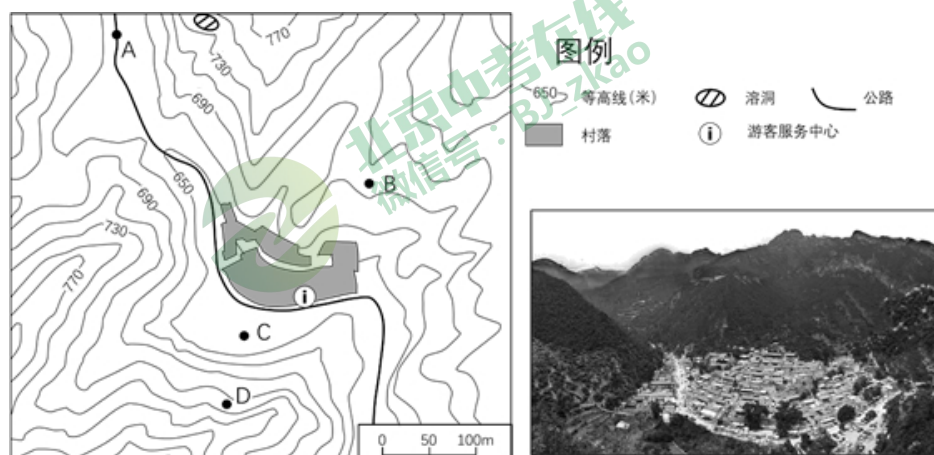 A
770
730
690
650
B
690
730
770
C
D
i
0 50 100m
图例
650 等高线(米)
溶洞
公路
村落
i 游客服务中心
北京中考在线
微信号:BJ_zkao